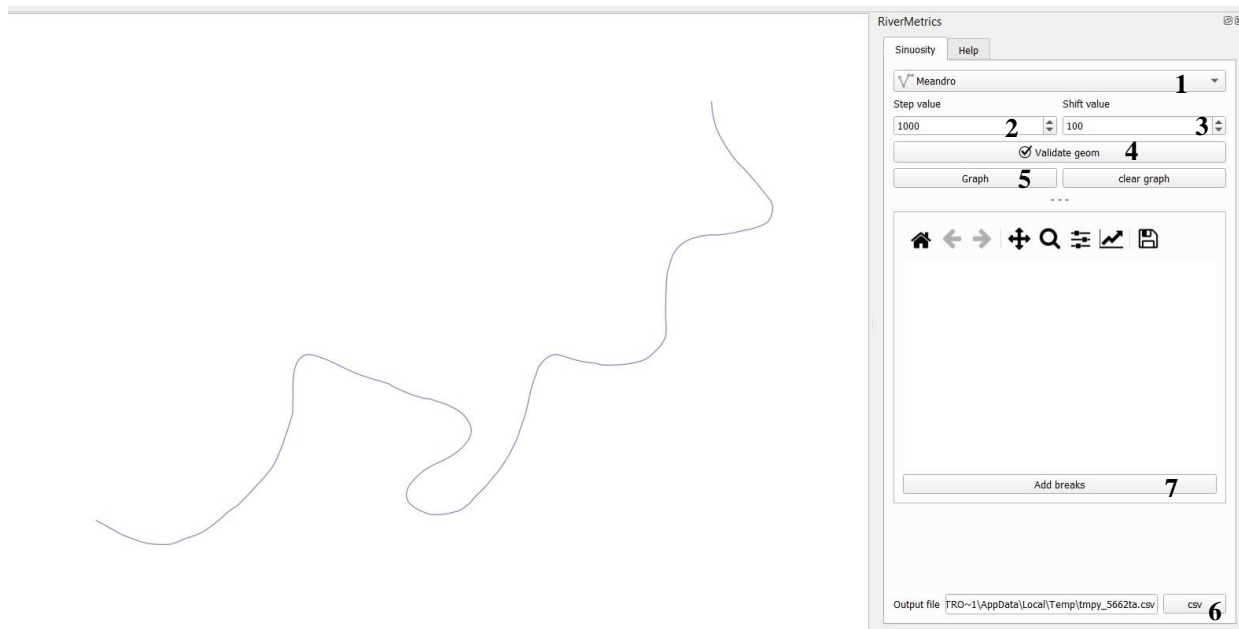 RiverMetrics
Sinuosity Help
Meandro 1
Step value Shift value
1000 2 100 3
Validate geom 4
Graph 5 clear graph
- - -
Add breaks 7
Output file TRO~1\AppData\Local\Temp\tmpy_5662ta.csv csv 6